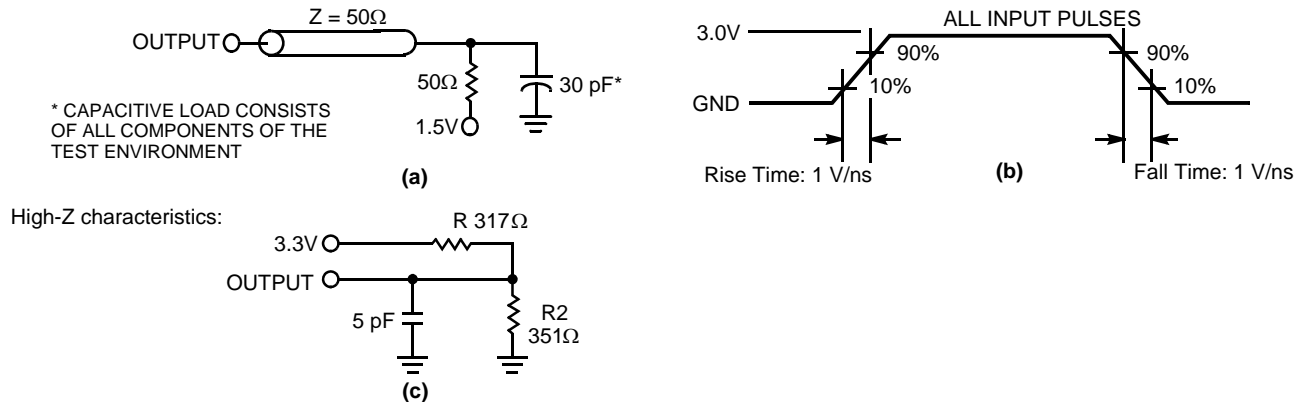 Z = 50Ω
OUTPUT
50Ω
30 pF*
1.5V
* CAPACITIVE LOAD CONSISTS
OF ALL COMPONENTS OF THE
TEST ENVIRONMENT
(a)
ALL INPUT PULSES
3.0V
90%
90%
10%
10%
GND
Rise Time: 1 V/ns
(b)
Fall Time: 1 V/ns
High-Z characteristics:
R 317Ω
3.3V
OUTPUT
5 pF
R2
351Ω
(c)